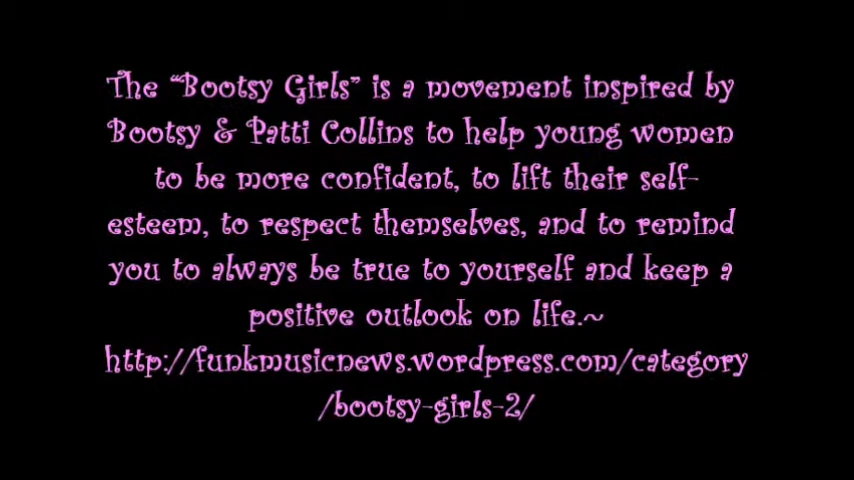 The “Bootsy Girls” is a movement inspired by
Bootsy & Patti Collins to help young women
to be more confident, to lift their self-
esteem, to respect themselves, and to remind
you to always be true to yourself and keep a
positive outlook on life.~
http://funkmusicnews.wordpress.com/category
/bootsy-girls-2/